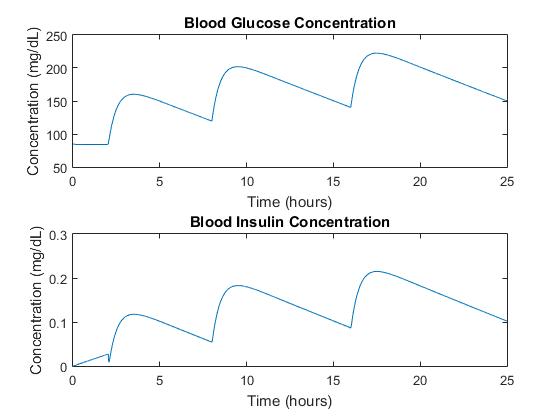 Blood Glucose Concentration
Concentration (mg/dL)
250
200
150
100
50
0 5 10 15 20 25
Time (hours)
Blood Insulin Concentration
Concentration (mg/dL)
0.3
0.2
0.1
0
0 5 10 15 20 25
Time (hours)